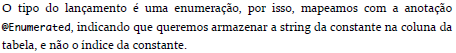 O tipo do lançamento é uma enumeração, por isso, mapeamos com a anotação
@Enumerated, indicando que queremos armazenar a string da constante na coluna da
tabela, e não o índice da constante.